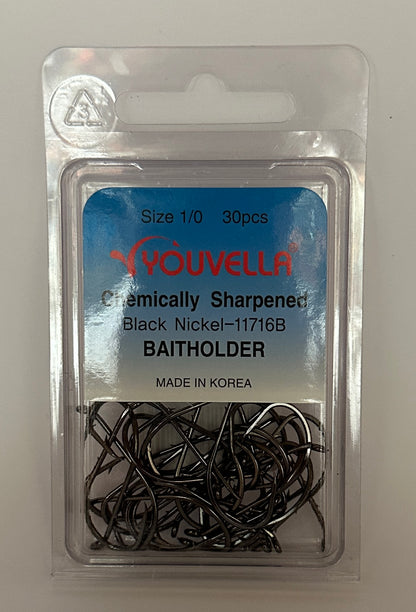 3
Size 1/0 30pcs
YOUVELLA®
Chemically Sharpened
Black Nickel-11716B
BAITHOLDER
MADE IN KOREA